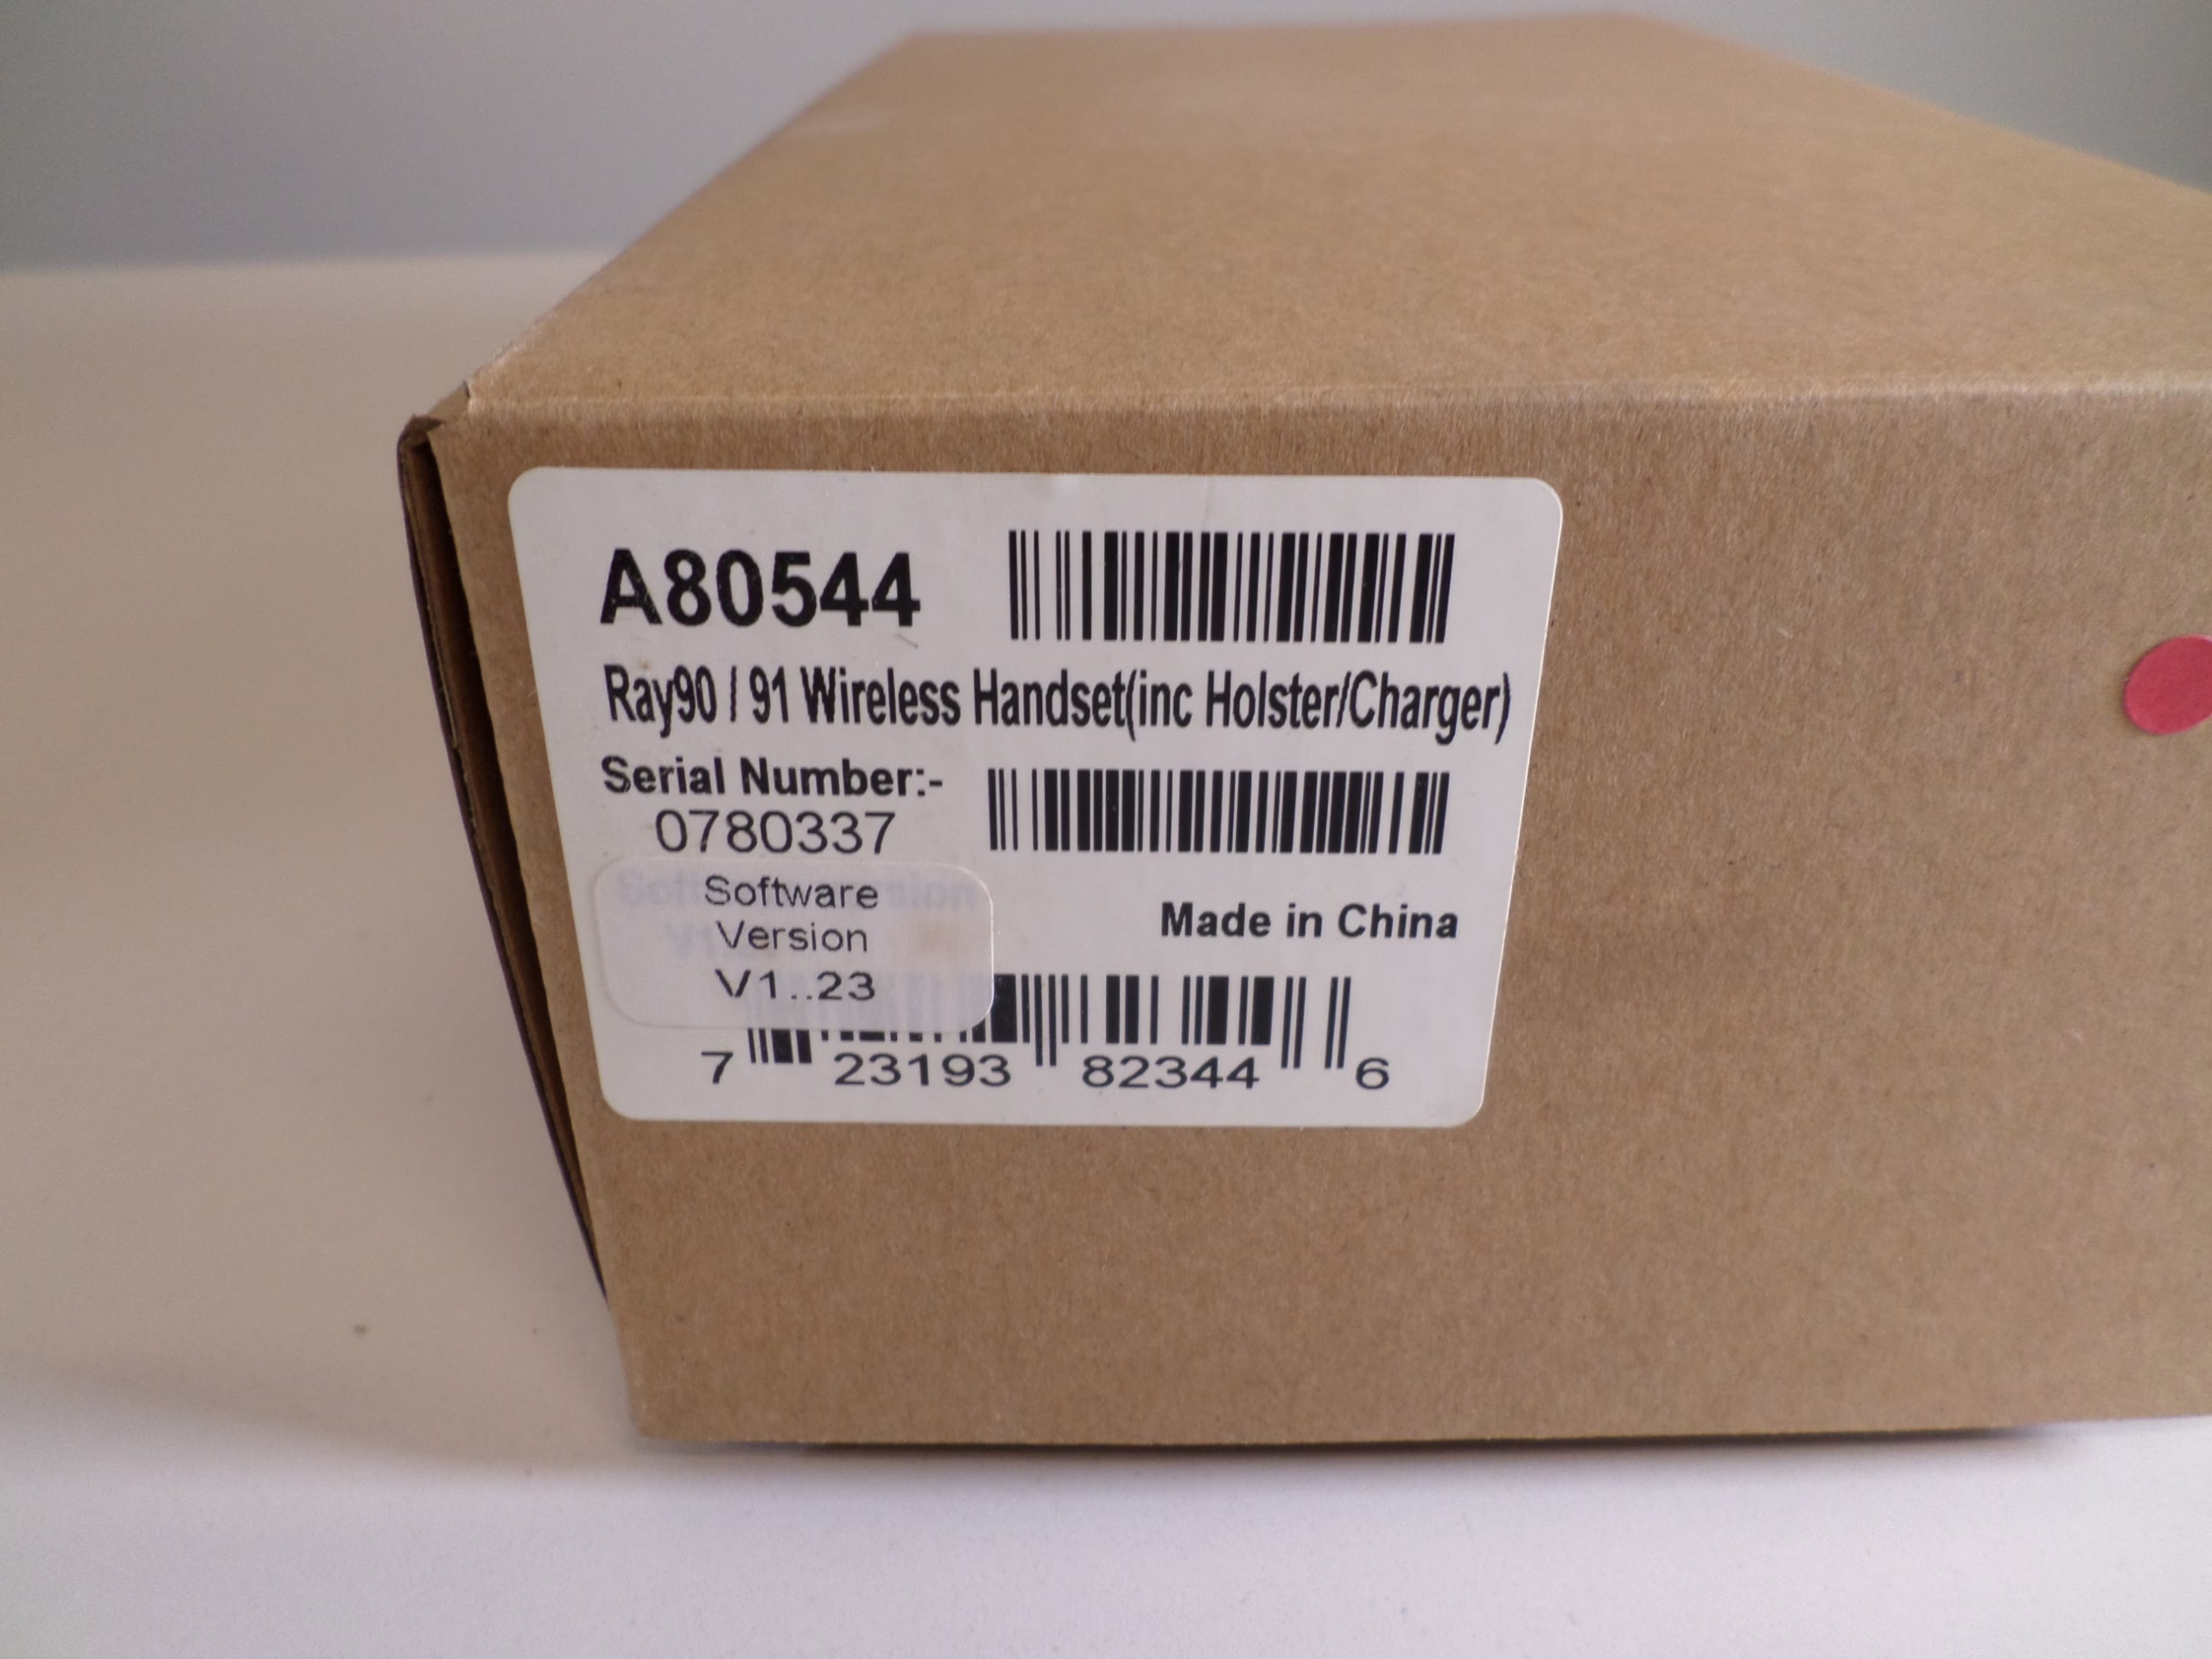 A80544
Ray90 / 91 Wireless Handset(inc Holster/Charger)
Serial Number:-
0780337
Software
Version
V1..23
Made in China
7 23193 82344 6